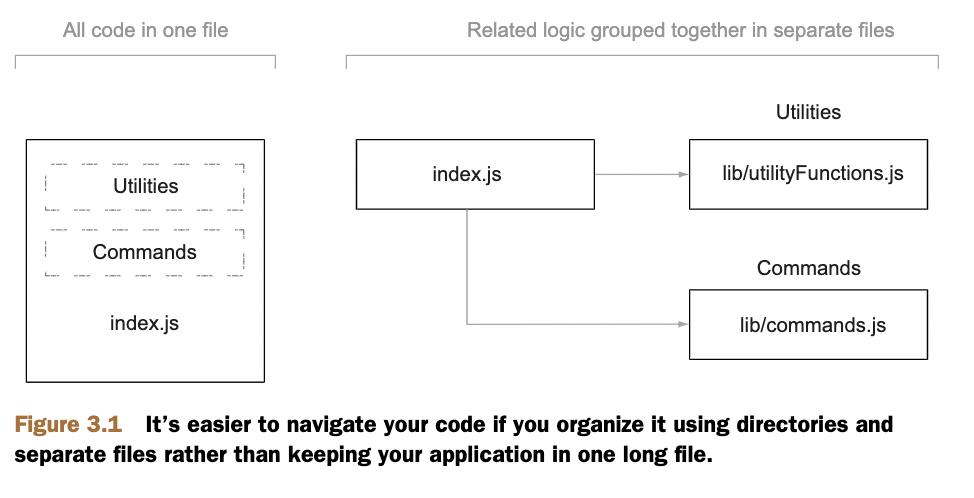 All code in one file
Related logic grouped together in separate files
Utilities
Commands
index.js
index.js
Utilities
lib/utilityFunctions.js
Commands
lib/commands.js
Figure 3.1 It’s easier to navigate your code if you organize it using directories and
separate files rather than keeping your application in one long file.